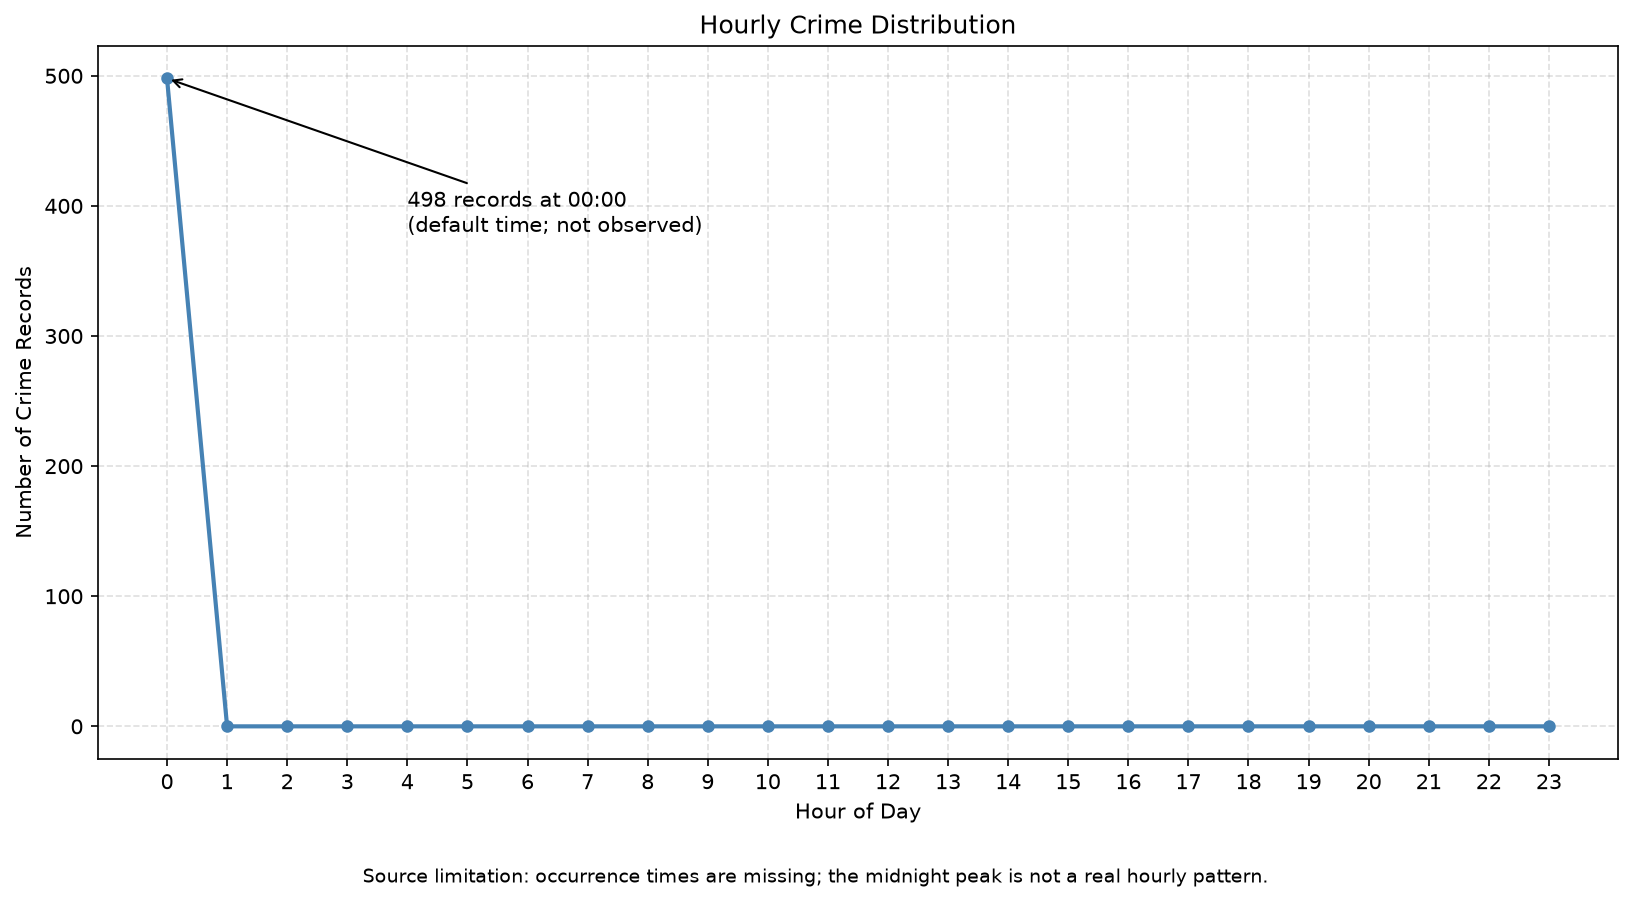 Hourly Crime Distribution
Number of Crime Records
500
400
300
200
100
0
498 records at 00:00
(default time; not observed)
0 1 2 3 4 5 6 7 8 9 10 11 12 13 14 15 16 17 18 19 20 21 22 23
Hour of Day
Source limitation: occurrence times are missing; the midnight peak is not a real hourly pattern.